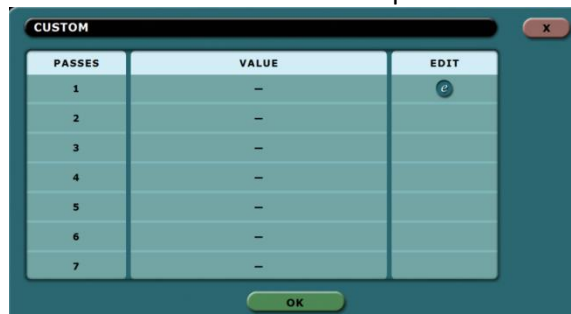 CUSTOM X
PASSES VALUE EDIT
1 – e
2 –
3 –
4 –
5 –
6 –
7 –
OK